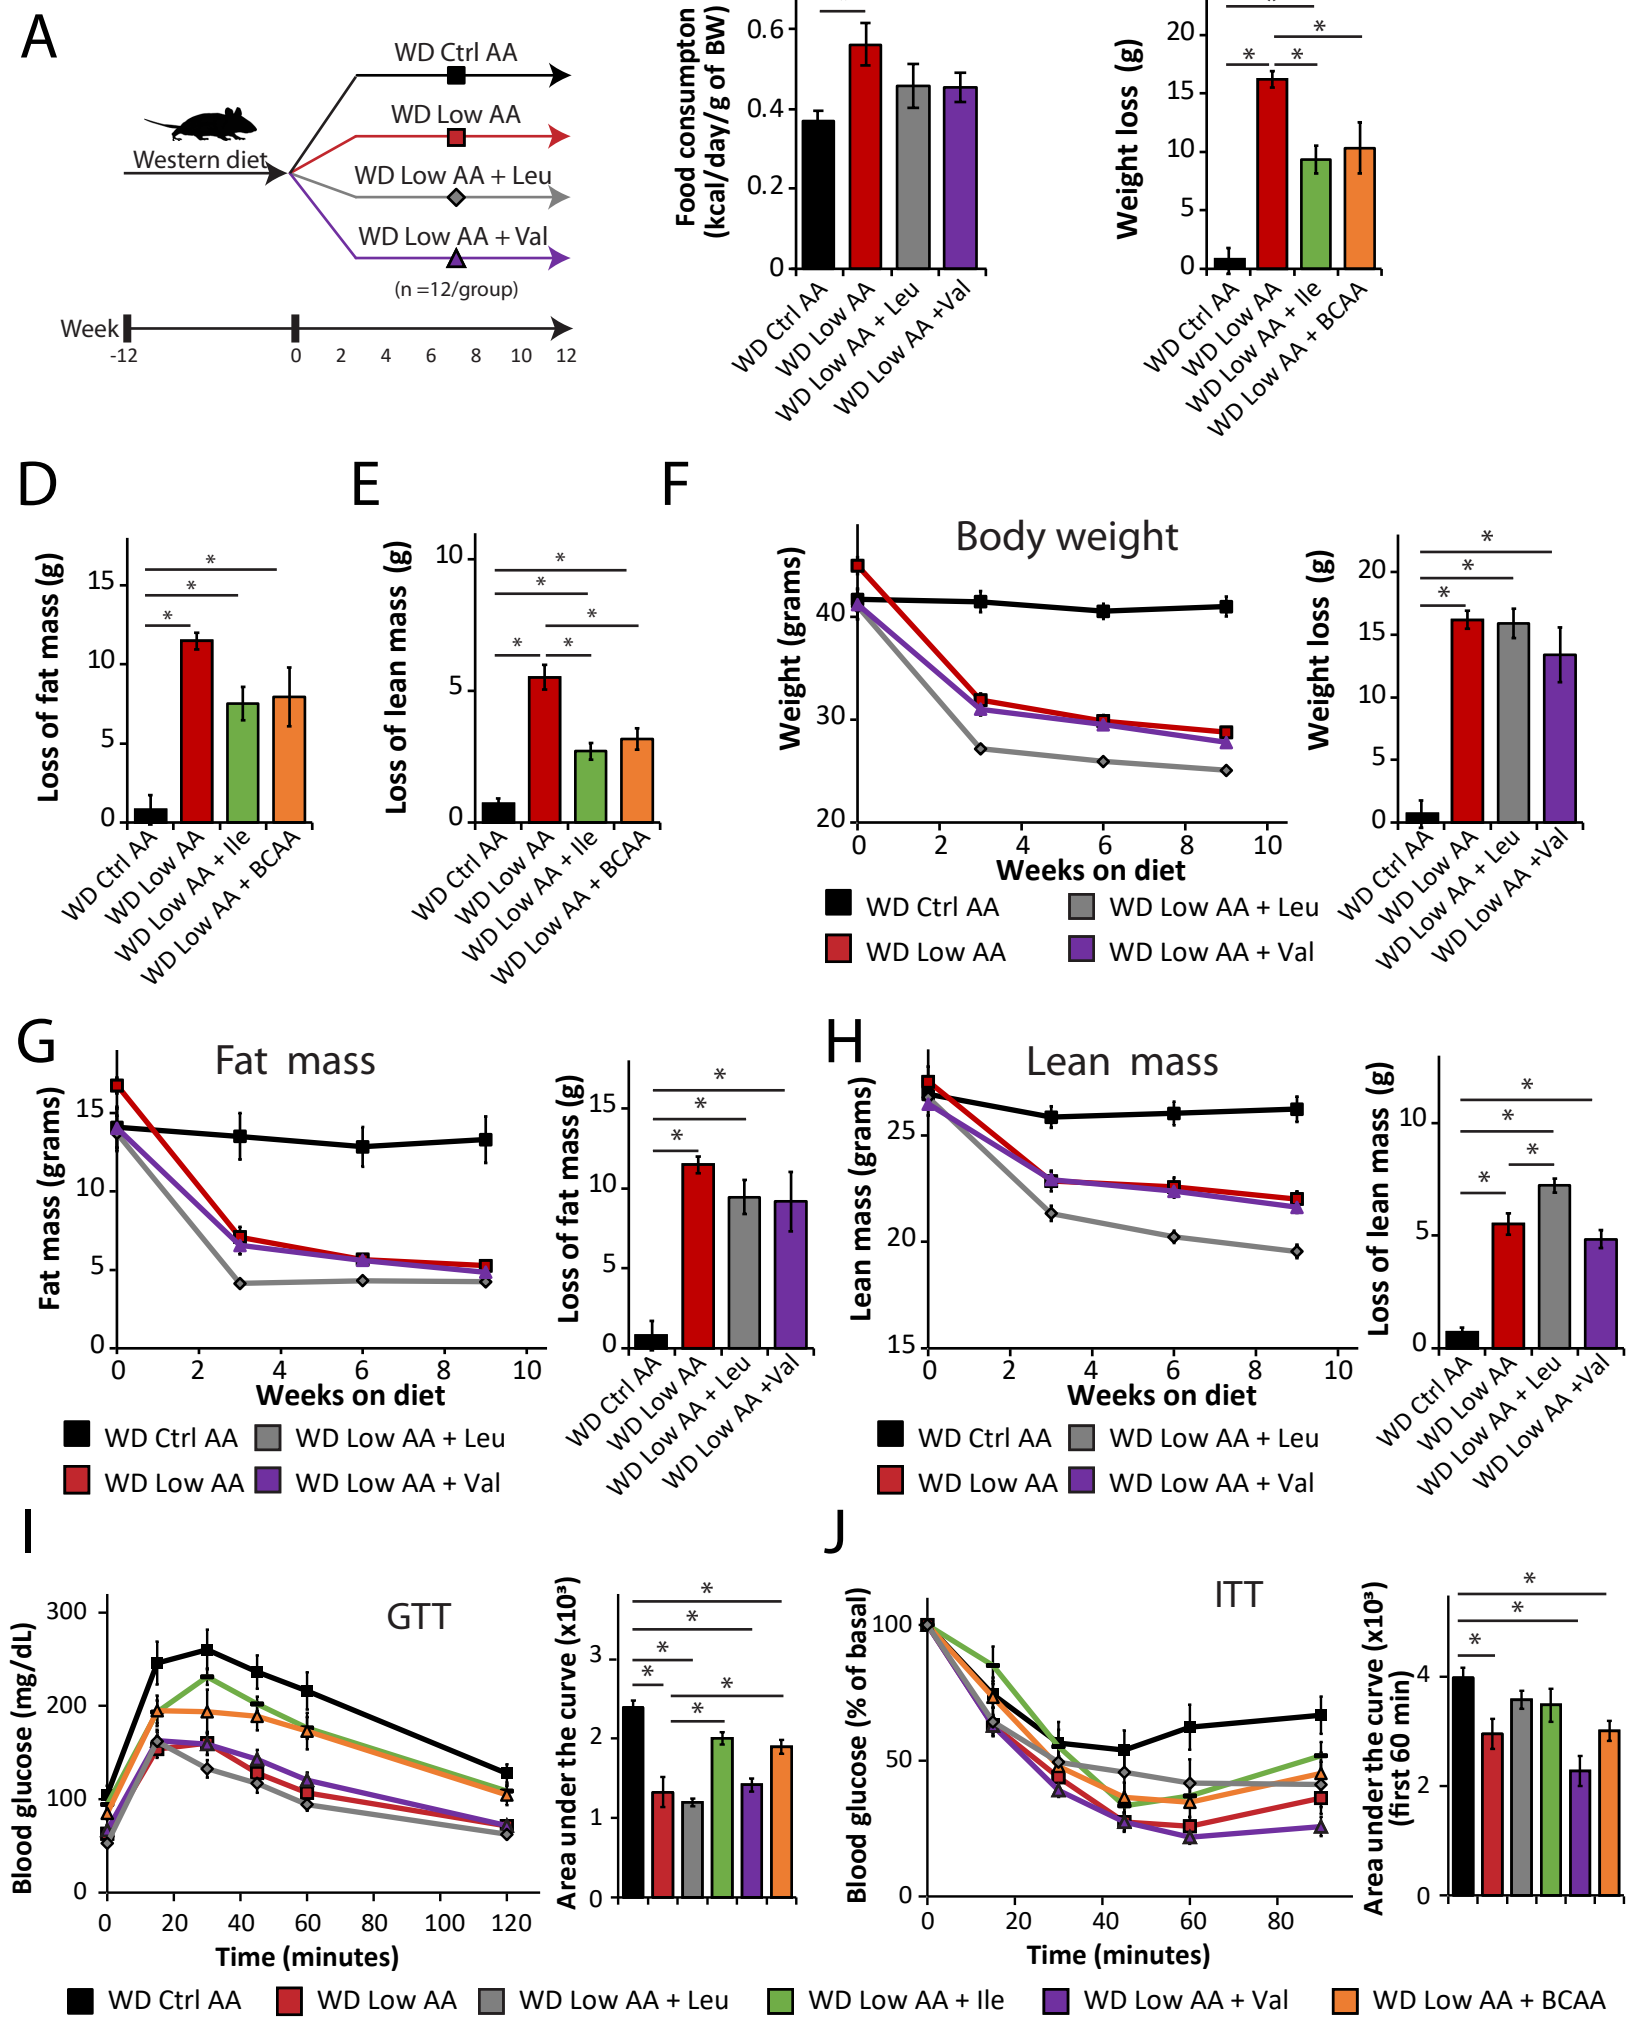 A
WD Ctrl AA
WD Low AA
Western diet
WD Low AA + Leu
WD Low AA + Val
(n =12/group)
Week
-12 0 2 4 6 8 10 12
Food consumpton
(kcal/day/g of BW)
0.6
0.4
0.2
0
WD Ctrl AA
WD Low AA
WD Low AA + Leu
WD Low AA +Val
Weight loss (g)
20
15
10
5
0
*
*
*
WD Ctrl AA
WD Low AA
WD Low AA + Ile
WD Low AA + BCAA
D
Loss of fat mass (g)
15
10
5
0
*
*
*
WD Ctrl AA
WD Low AA
WD Low AA + Ile
WD Low AA + BCAA
E
Loss of lean mass (g)
10
5
0
*
*
*
*
*
WD Ctrl AA
WD Low AA
WD Low AA + Ile
WD Low AA + BCAA
F
Body weight
Weight (grams)
40
30
20
0 2 4 6 8 10
Weeks on diet
WD Ctrl AA
WD Low AA + Leu
WD Low AA
WD Low AA + Val
Weight loss (g)
20
15
10
5
0
*
*
*
WD Ctrl AA
WD Low AA
WD Low AA + Leu
WD Low AA +Val
G
Fat mass
Fat mass (grams)
15
10
5
0
0 2 4 6 8 10
Weeks on diet
WD Ctrl AA
WD Low AA + Leu
WD Low AA
WD Low AA + Val
Loss of fat mass (g)
15
10
5
0
*
*
*
WD Ctrl AA
WD Low AA
WD Low AA + Leu
WD Low AA +Val
H
Lean mass
Lean mass (grams)
25
20
15
0 2 4 6 8 10
Weeks on diet
WD Ctrl AA
WD Low AA + Leu
WD Low AA
WD Low AA + Val
Loss of lean mass (g)
10
5
0
*
*
*
*
WD Ctrl AA
WD Low AA
WD Low AA + Leu
WD Low AA +Val
I
GTT
Blood glucose (mg/dL)
300
200
100
0
0 20 40 60 80 100 120
Time (minutes)
Area under the curve (x10³)
3
2
1
0
*
*
*
*
*
*
J
ITT
Blood glucose (% of basal)
100
50
0
0 20 40 60 80
Time (minutes)
Area under the curve (x10³)
(first 60 min)
4
2
0
*
*
*
WD Ctrl AA
WD Low AA
WD Low AA + Leu
WD Low AA + Ile
WD Low AA + Val
WD Low AA + BCAA